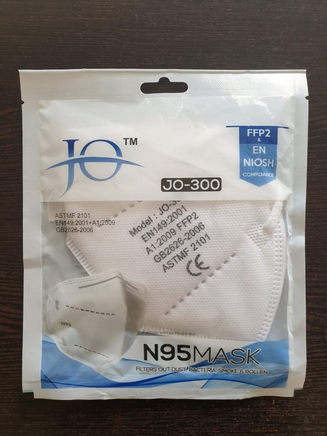 JO™
FFP2
EN
NIOSH
COMPLIANCE
JO-300
ASTMF 2101
EN149:2001+A1:2009
GB2626-2006
Model: JO-3
EN149:2001
A1:2009 FFP2
GB2626-2006
ASTMF 2101
CE
N95
N95MASK
FILTERS OUT DUST, BACTERIA, SMOKE & POLLEN